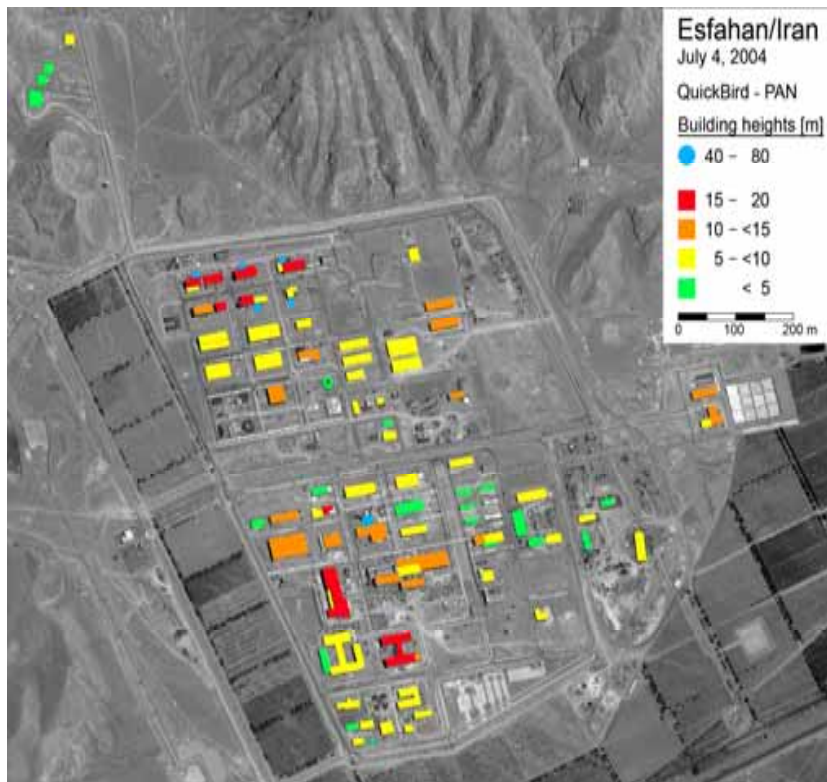 Esfahan/Iran
July 4, 2004
QuickBird - PAN
Building heights [m]
40 - 80
15 - 20
10 - <15
5 - <10
< 5
0 100 200 m